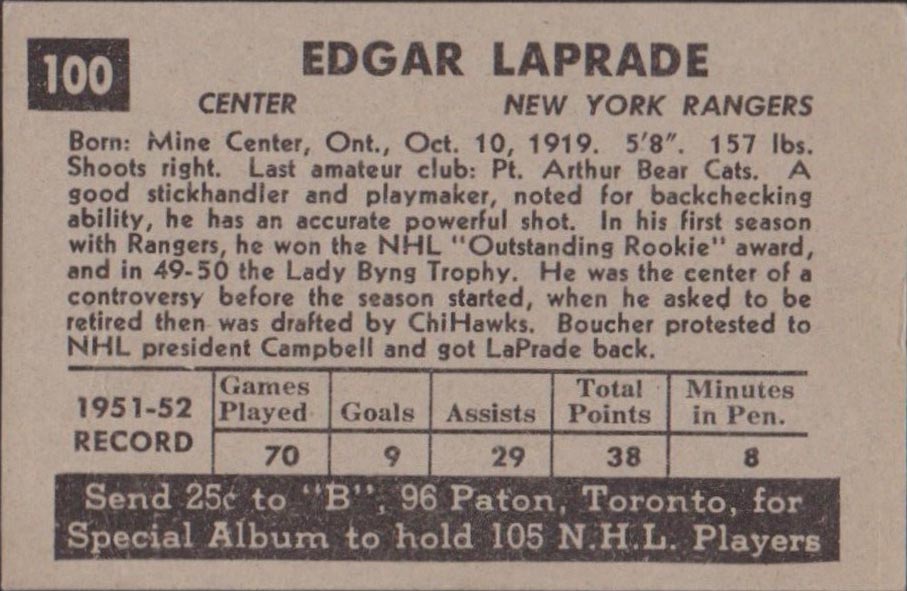 100
EDGAR LAPRADE
CENTER NEW YORK RANGERS
Born: Mine Center, Ont., Oct. 10, 1919. 5'8". 157 lbs.
Shoots right. Last amateur club: Pt. Arthur Bear Cats. A
good stickhandler and playmaker, noted for backchecking
ability, he has an accurate powerful shot. In his first season
with Rangers, he won the NHL "Outstanding Rookie" award,
and in 49-50 the Lady Byng Trophy. He was the center of a
controversy before the season started, when he asked to be
retired then was drafted by ChiHawks. Boucher protested to
NHL president Campbell and got LaPrade back.
1951-52 RECORD
Games Played Goals Assists Total Points Minutes in Pen.
70 9 29 38 8
Send 25¢ to "B", 96 Paton, Toronto, for
Special Album to hold 105 N.H.L. Players